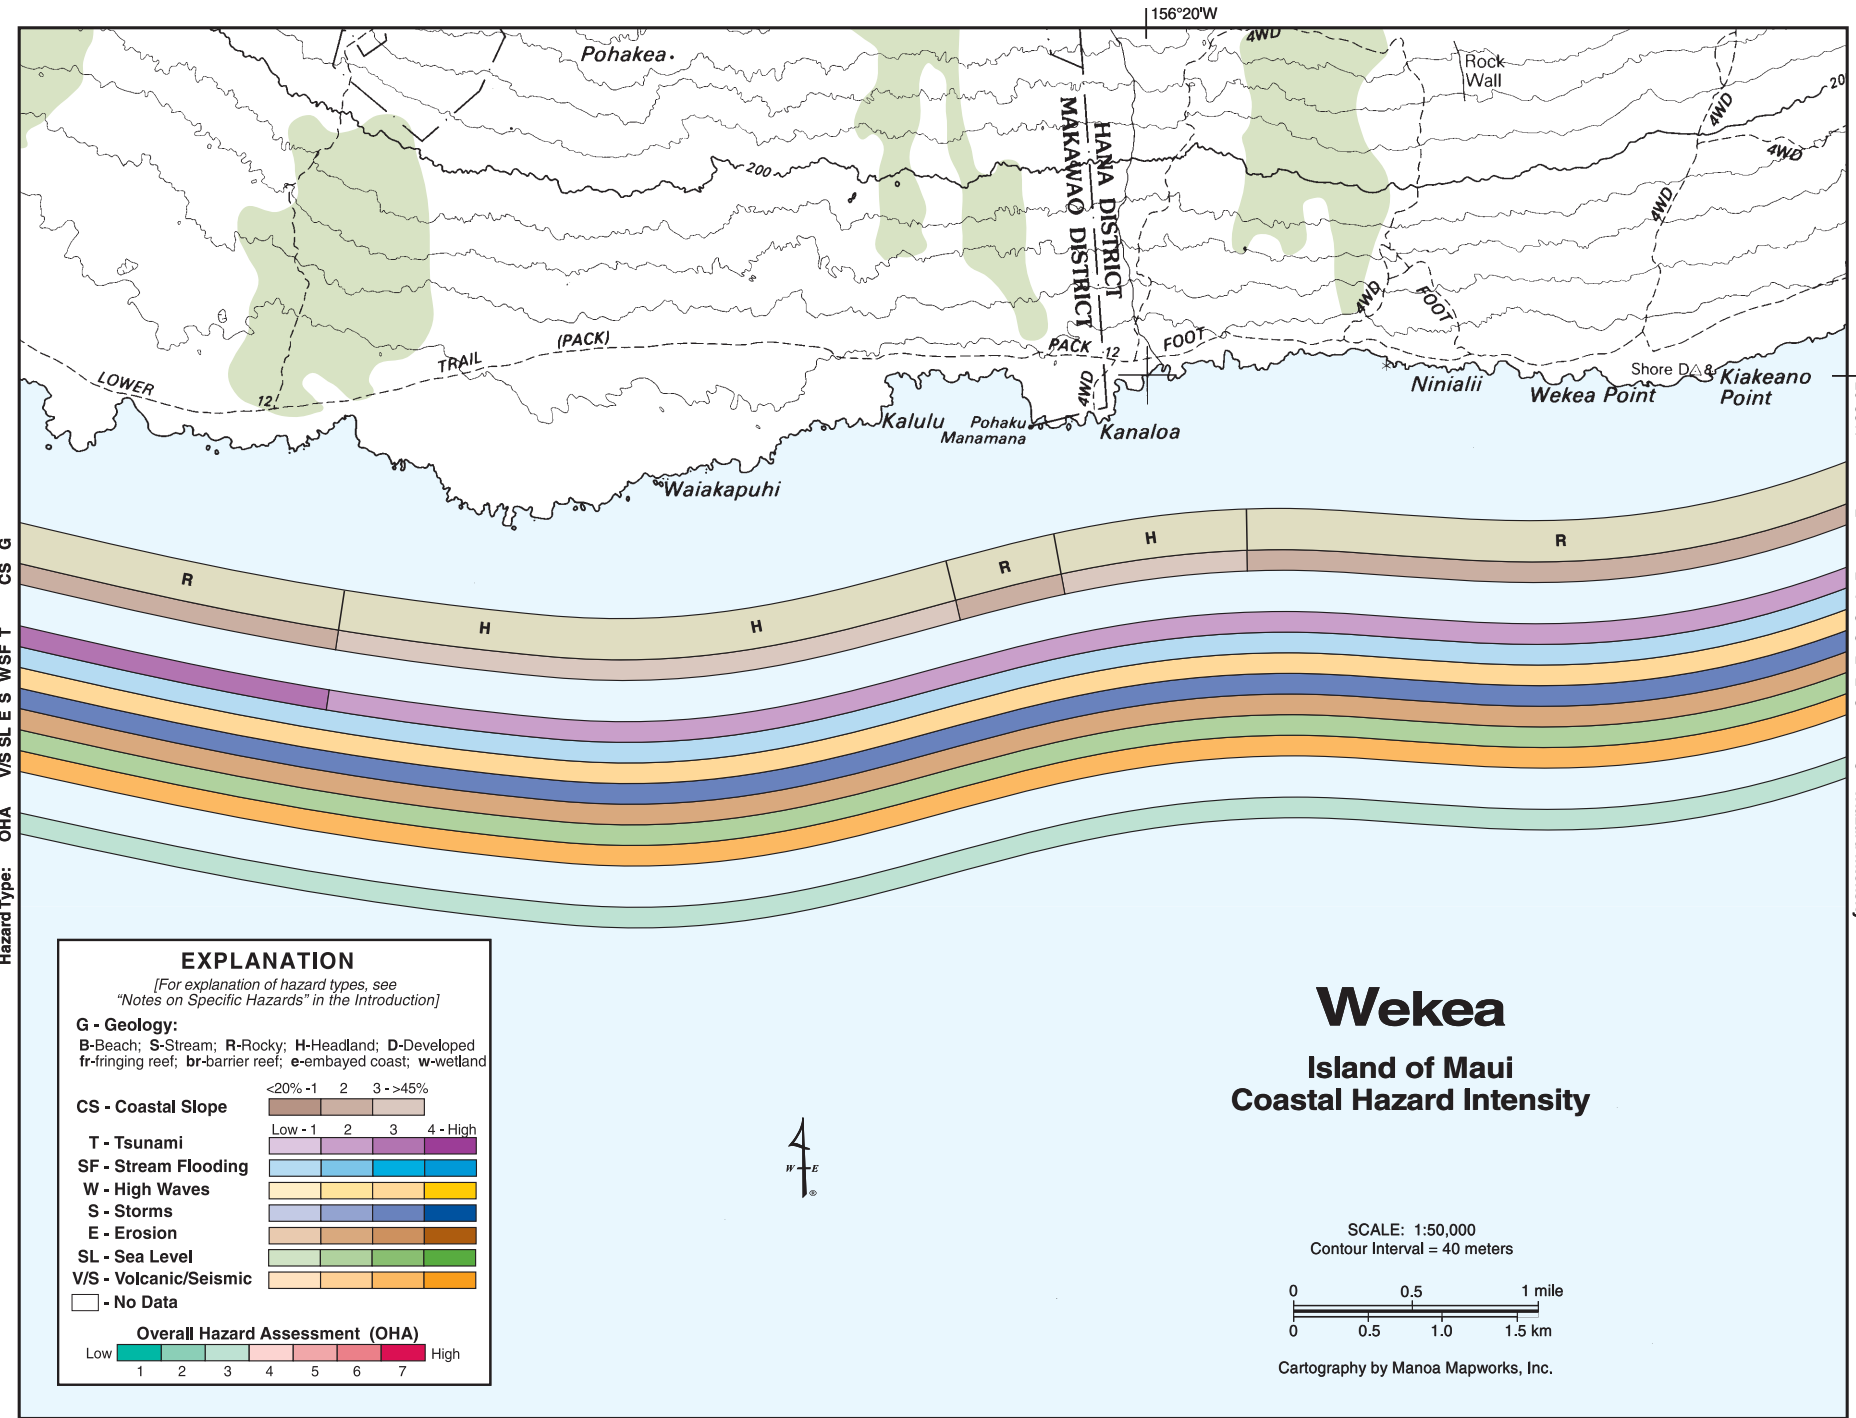 156°20'W
Pohakea
4WD
Rock
Wall
20
4WD
4WD
200
HANA DISTRICT
MAKAWAO DISTRICT
4WD
4WD
FOOT
(PACK)
TRAIL
LOWER
12
PACK
12
FOOT
4WD
Kalulu
Pohaku
Manamana
Kanaloa
Ninialii
Wekea Point
Shore D
8
Kiakeano
Point
Waiakapuhi
R
H
H
R
H
R
G
CS
T
SF
W
S
E
SL
V/S
OHA
Hazard Type:
EXPLANATION
[For explanation of hazard types, see
“Notes on Specific Hazards” in the Introduction]
G - Geology:
B-Beach; S-Stream; R-Rocky; H-Headland; D-Developed
fr-fringing reef; br-barrier reef; e-embayed coast; w-wetland
<20% -1 2 3 - >45%
CS - Coastal Slope
Low - 1 2 3 4 - High
T - Tsunami
SF - Stream Flooding
W - High Waves
S - Storms
E - Erosion
SL - Sea Level
V/S - Volcanic/Seismic
- No Data
Overall Hazard Assessment (OHA)
Low High
1 2 3 4 5 6 7
W E
Wekea
Island of Maui
Coastal Hazard Intensity
SCALE: 1:50,000
Contour Interval = 40 meters
0 0.5 1 mile
0 0.5 1.0 1.5 km
Cartography by Manoa Mapworks, Inc.